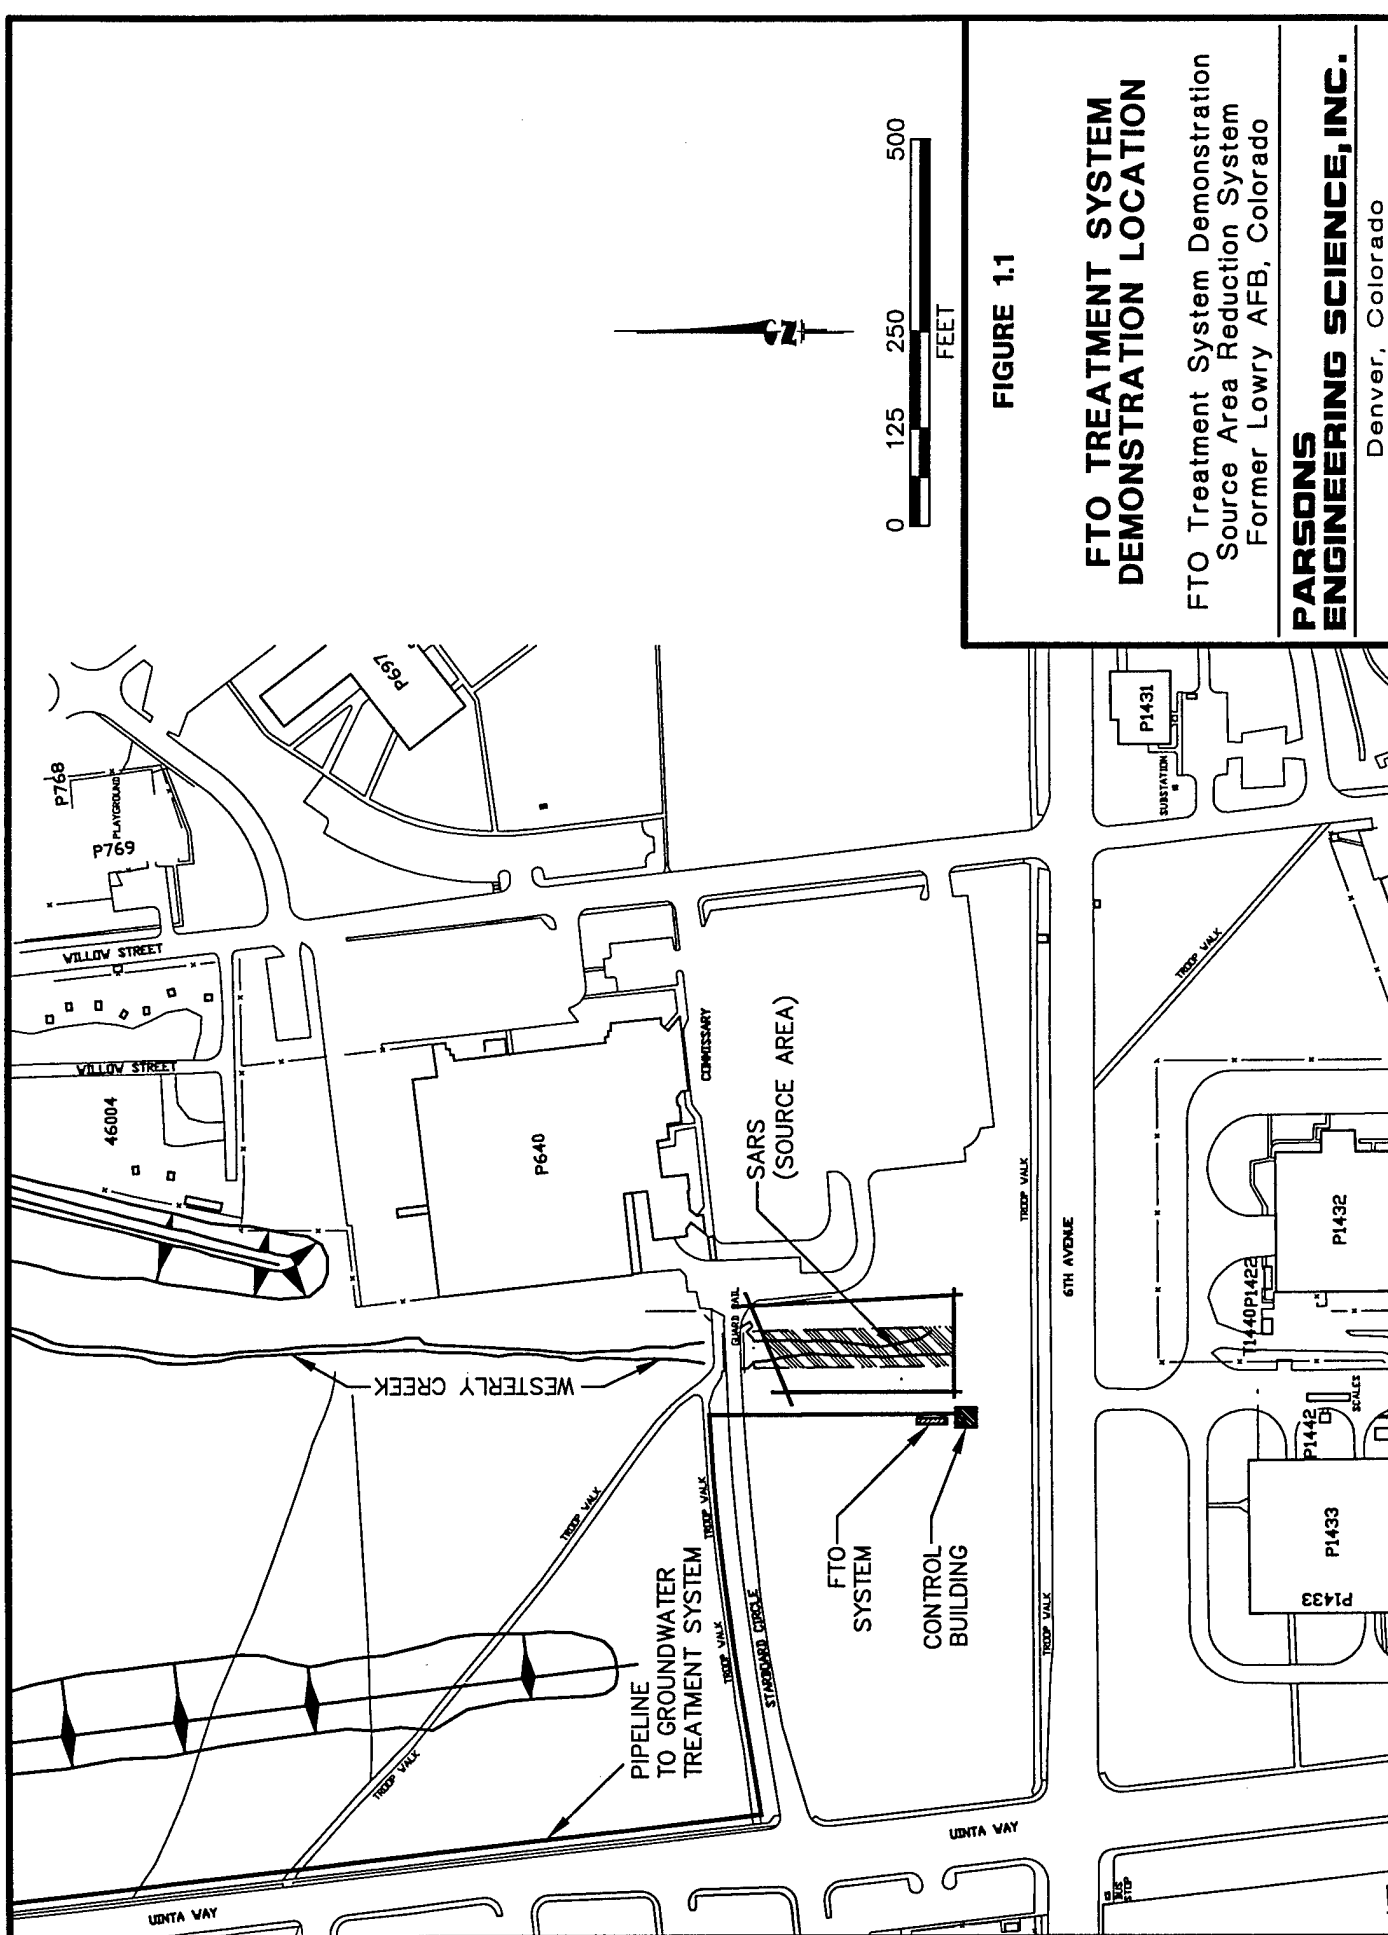 P768
PLAYGROUND
P769
P697
WILLOW STREET
WILLOW STREET
46004
P640
COMMISSARY
SARS
(SOURCE AREA)
GUARD RAIL
WESTERLY CREEK
TROOP WALK
TROOP WALK
TROOP WALK
TROOP WALK
STARBOARD CIRCLE
PIPELINE
TO GROUNDWATER
TREATMENT SYSTEM
FTO
SYSTEM
CONTROL
BUILDING
UINTA WAY
UINTA WAY
TROOP WALK
TROOP WALK
6TH AVENUE
TROOP WALK
P1431
SUBSTATION
P1432
P1422
T1440
SCALES
P1442
P1433
P1433
BUS
STOP
N
0 125 250 500
FEET
FIGURE 1.1
FTO TREATMENT SYSTEM
DEMONSTRATION LOCATION
FTO Treatment System Demonstration
Source Area Reduction System
Former Lowry AFB, Colorado
PARSONS
ENGINEERING SCIENCE, INC.
Denver, Colorado